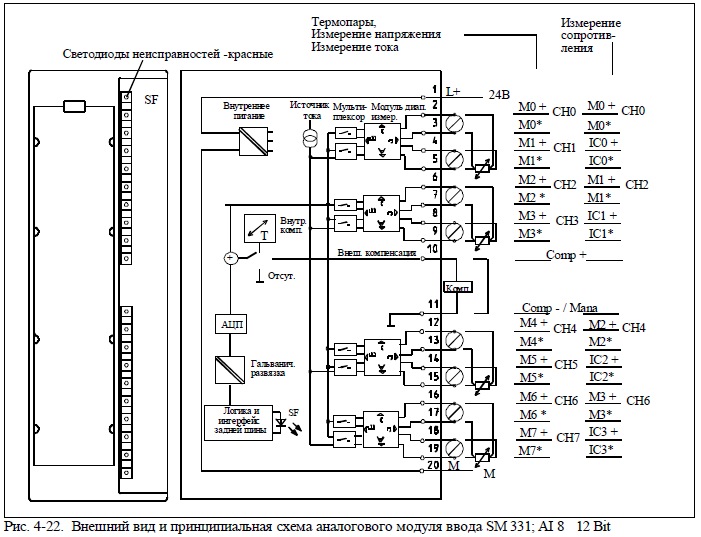 Термопары,
Измерение напряжения
Измерение тока
Измерение
сопротив-
ления
Светодиоды неисправностей -красные
SF
Внутреннее
питание
Источник
тока
Мульти-
плексор
Модуль диап.
измер.
1 L+ 24В
2
3
4
5
6
7
8
9
10
Внутр.
комп.
T
Отсут.
Внеш. компенсация
Комп.
АЦП
Гальванич.
развязка
Логика и
интерфейс
задней шины
SF
11
12
13
14
15
16
17
18
19
20 M
M
M0 + CH0 M0 + CH0
M0* M0*
M1 + CH1 IC0 +
M1* IC0*
M2 + CH2 M1 + CH2
M2 * M1*
M3 + CH3 IC1 +
M3* IC1*
Comp +
Comp - / Mana
M4 + CH4 M2 + CH4
M4* M2*
M5 + CH5 IC2 +
M5* IC2*
M6 + CH6 M3 + CH6
M6 * M3*
M7 + CH7 IC3 +
M7* IC3*
Рис. 4-22. Внешний вид и принципиальная схема аналогового модуля ввода SM 331; AI 8 12 Bit